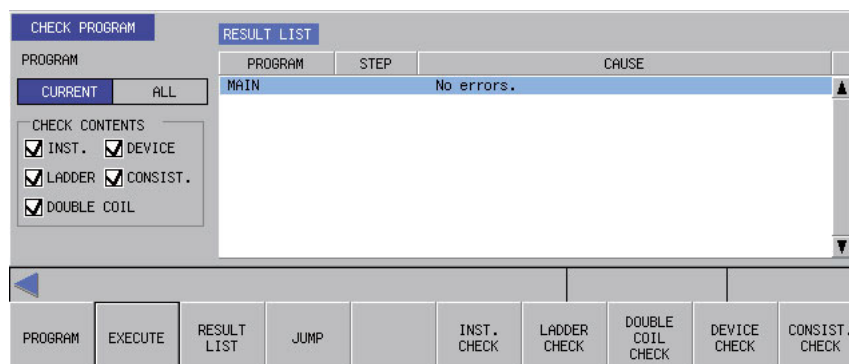 CHECK PROGRAM
PROGRAM
CURRENT ALL
CHECK CONTENTS
INST. DEVICE
LADDER CONSIST.
DOUBLE COIL
RESULT LIST
PROGRAM STEP CAUSE
MAIN No errors.
PROGRAM
EXECUTE
RESULT
LIST
JUMP
INST.
CHECK
LADDER
CHECK
DOUBLE
COIL
CHECK
DEVICE
CHECK
CONSIST.
CHECK